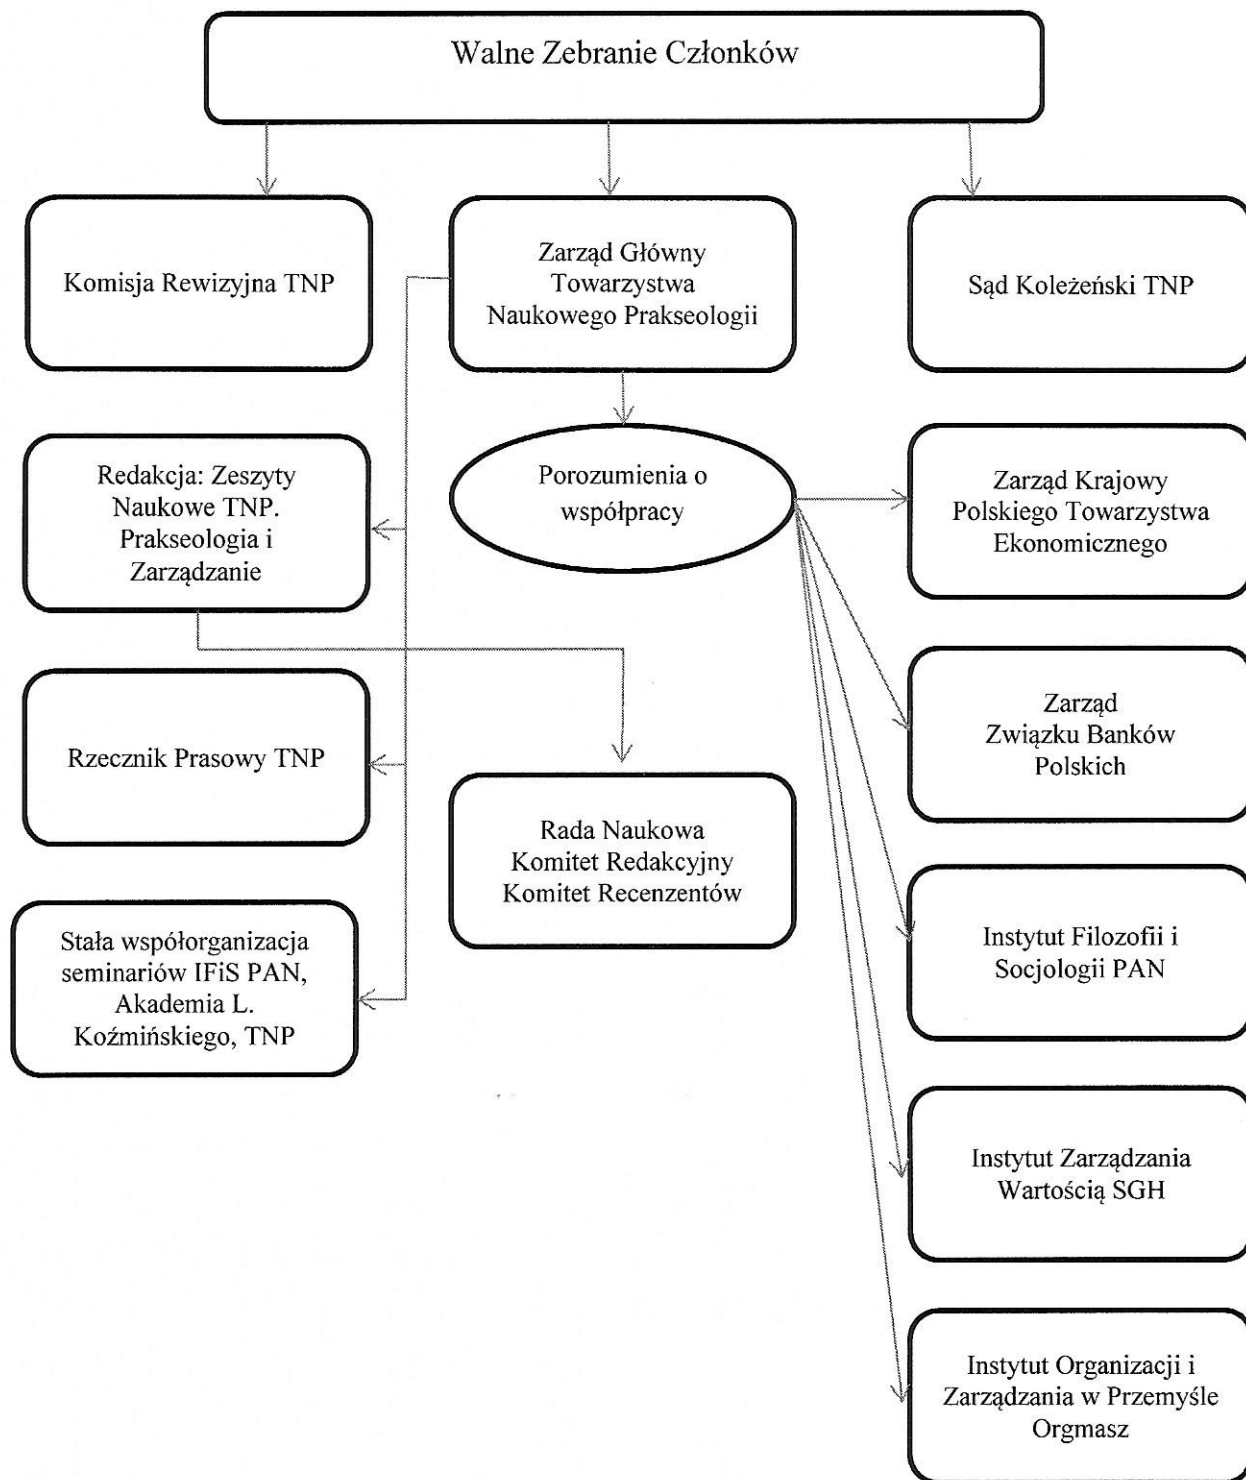 Walne Zebranie Członków
Komisja Rewizyjna TNP
Zarząd Główny
Towarzystwa
Naukowego Prakseologii
Sąd Koleżeński TNP
Redakcja: Zeszyty
Naukowe TNP.
Prakseologia i
Zarządzanie
Porozumienia o
współpracy
Zarząd Krajowy
Polskiego Towarzystwa
Ekonomicznego
Rzecznik Prasowy TNP
Rada Naukowa
Komitet Redakcyjny
Komitet Recenzentów
Zarząd
Związku Banków
Polskich
Stała współorganizacja
seminariów IFiS PAN,
Akademia L.
Koźmińskiego, TNP
Instytut Filozofii i
Socjologii PAN
Instytut Zarządzania
Wartością SGH
Instytut Organizacji i
Zarządzania w Przemyśle
Orgmasz